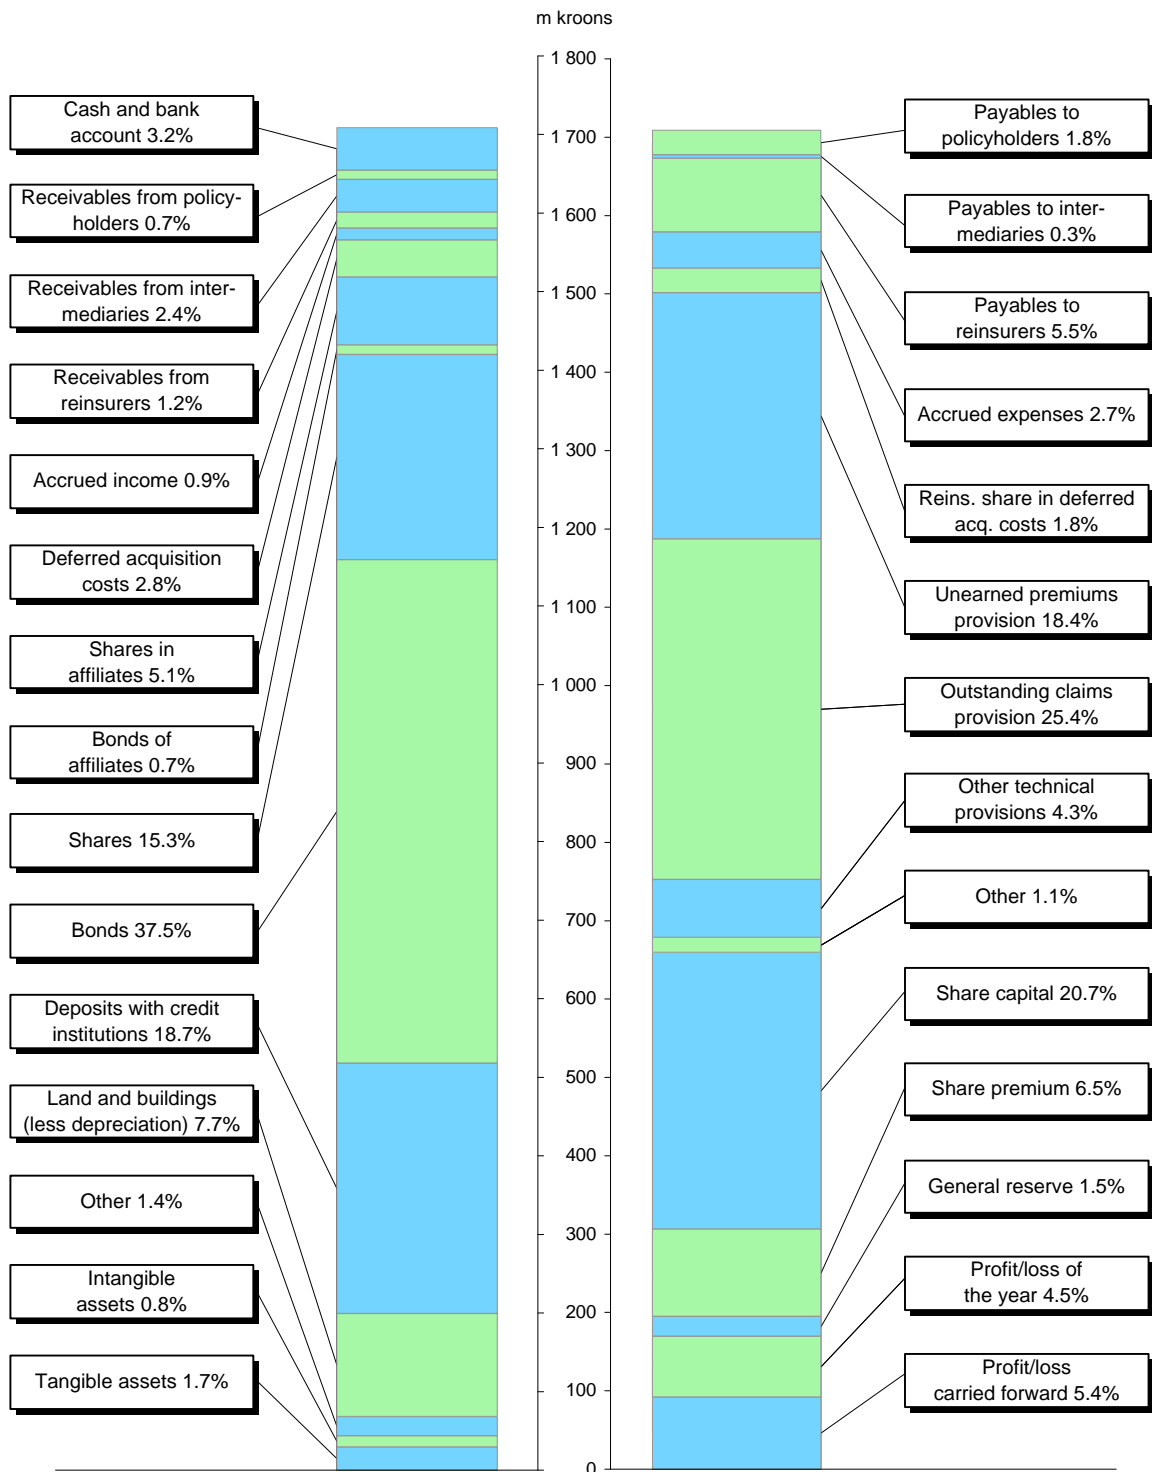 m kroons
Cash and bank
account 3.2%
Receivables from policy-
holders 0.7%
Receivables from inter-
mediaries 2.4%
Receivables from
reinsurers 1.2%
Accrued income 0.9%
Deferred acquisition
costs 2.8%
Shares in
affiliates 5.1%
Bonds of
affiliates 0.7%
Shares 15.3%
Bonds 37.5%
Deposits with credit
institutions 18.7%
Land and buildings
(less depreciation) 7.7%
Other 1.4%
Intangible
assets 0.8%
Tangible assets 1.7%
1 800
1 700
1 600
1 500
1 400
1 300
1 200
1 100
1 000
900
800
700
600
500
400
300
200
100
0
Payables to
policyholders 1.8%
Payables to inter-
mediaries 0.3%
Payables to
reinsurers 5.5%
Accrued expenses 2.7%
Reins. share in deferred
acq. costs 1.8%
Unearned premiums
provision 18.4%
Outstanding claims
provision 25.4%
Other technical
provisions 4.3%
Other 1.1%
Share capital 20.7%
Share premium 6.5%
General reserve 1.5%
Profit/loss of
the year 4.5%
Profit/loss
carried forward 5.4%